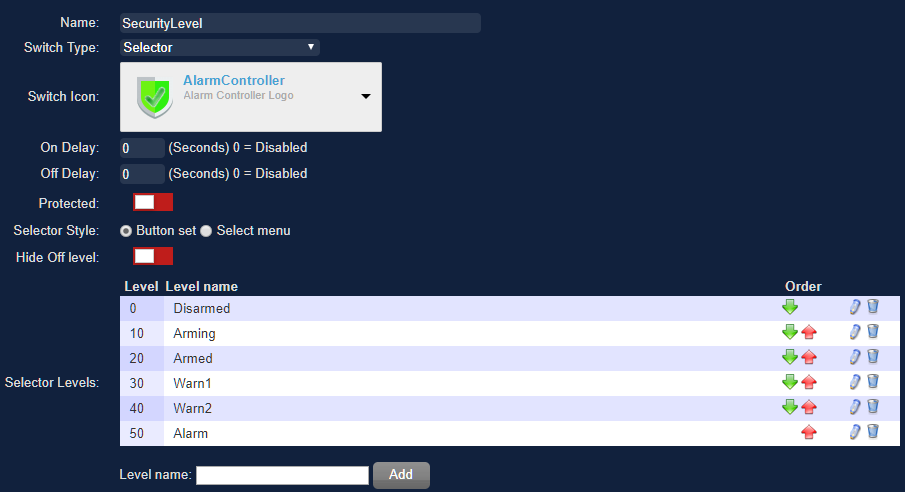 Name: SecurityLevel
Switch Type: Selector
Switch Icon: AlarmController
Alarm Controller Logo
On Delay: 0 (Seconds) 0 = Disabled
Off Delay: 0 (Seconds) 0 = Disabled
Protected:
Selector Style: Button set Select menu
Hide Off level:
Level Level name Order
0 Disarmed
10 Arming
20 Armed
Selector Levels:
30 Warn1
40 Warn2
50 Alarm
Level name: Add